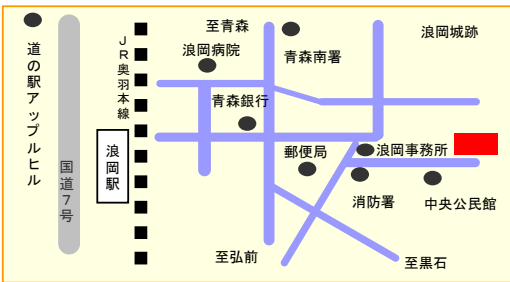 至青森
浪岡城跡
浪岡病院
青森南署
道の駅アップルヒル
JR奥羽本線
青森銀行
浪岡駅
郵便局
浪岡事務所
国道7号
消防署
中央公民館
至弘前
至黒石